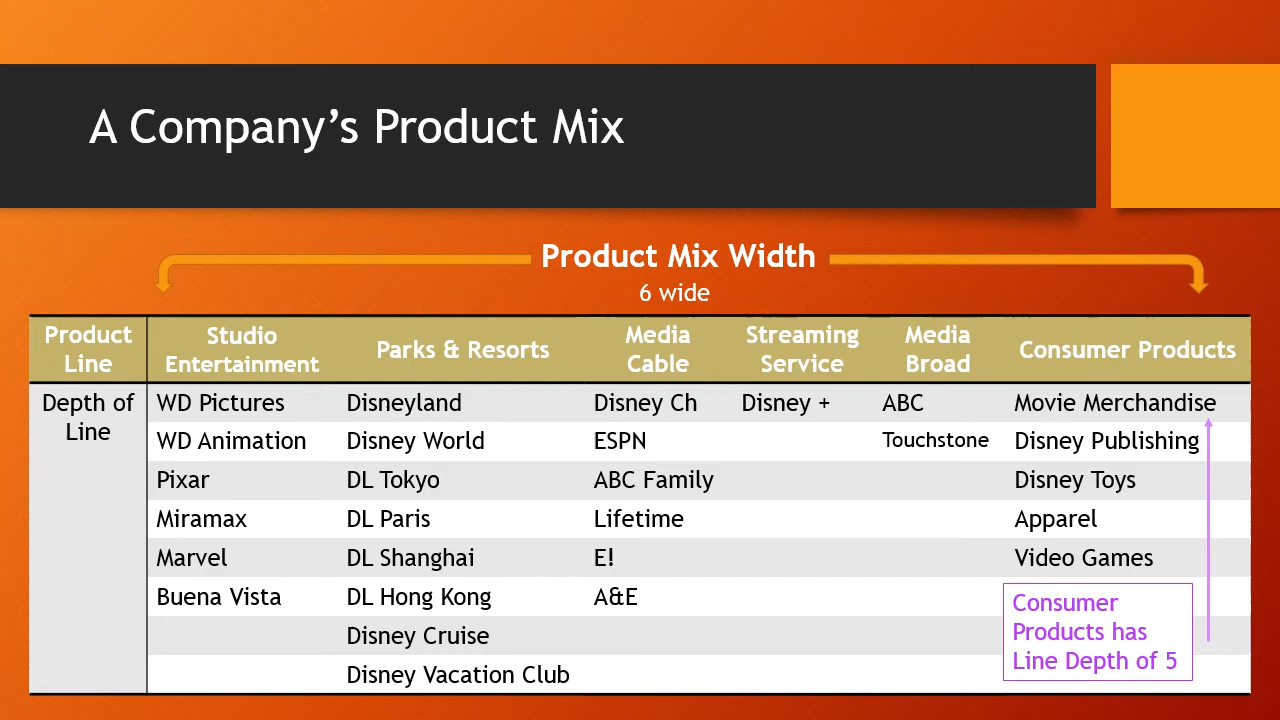 A Company’s Product Mix
Product Mix Width
6 wide
Product Line | Studio Entertainment | Parks & Resorts | Media Cable | Streaming Service | Media Broad | Consumer Products
Depth of Line | WD Pictures | Disneyland | Disney Ch | Disney + | ABC | Movie Merchandise
WD Animation | Disney World | ESPN | Touchstone | Disney Publishing
Pixar | DL Tokyo | ABC Family | Disney Toys
Miramax | DL Paris | Lifetime | Apparel
Marvel | DL Shanghai | E! | Video Games
Buena Vista | DL Hong Kong | A&E
Disney Cruise
Disney Vacation Club
Consumer
Products has
Line Depth of 5